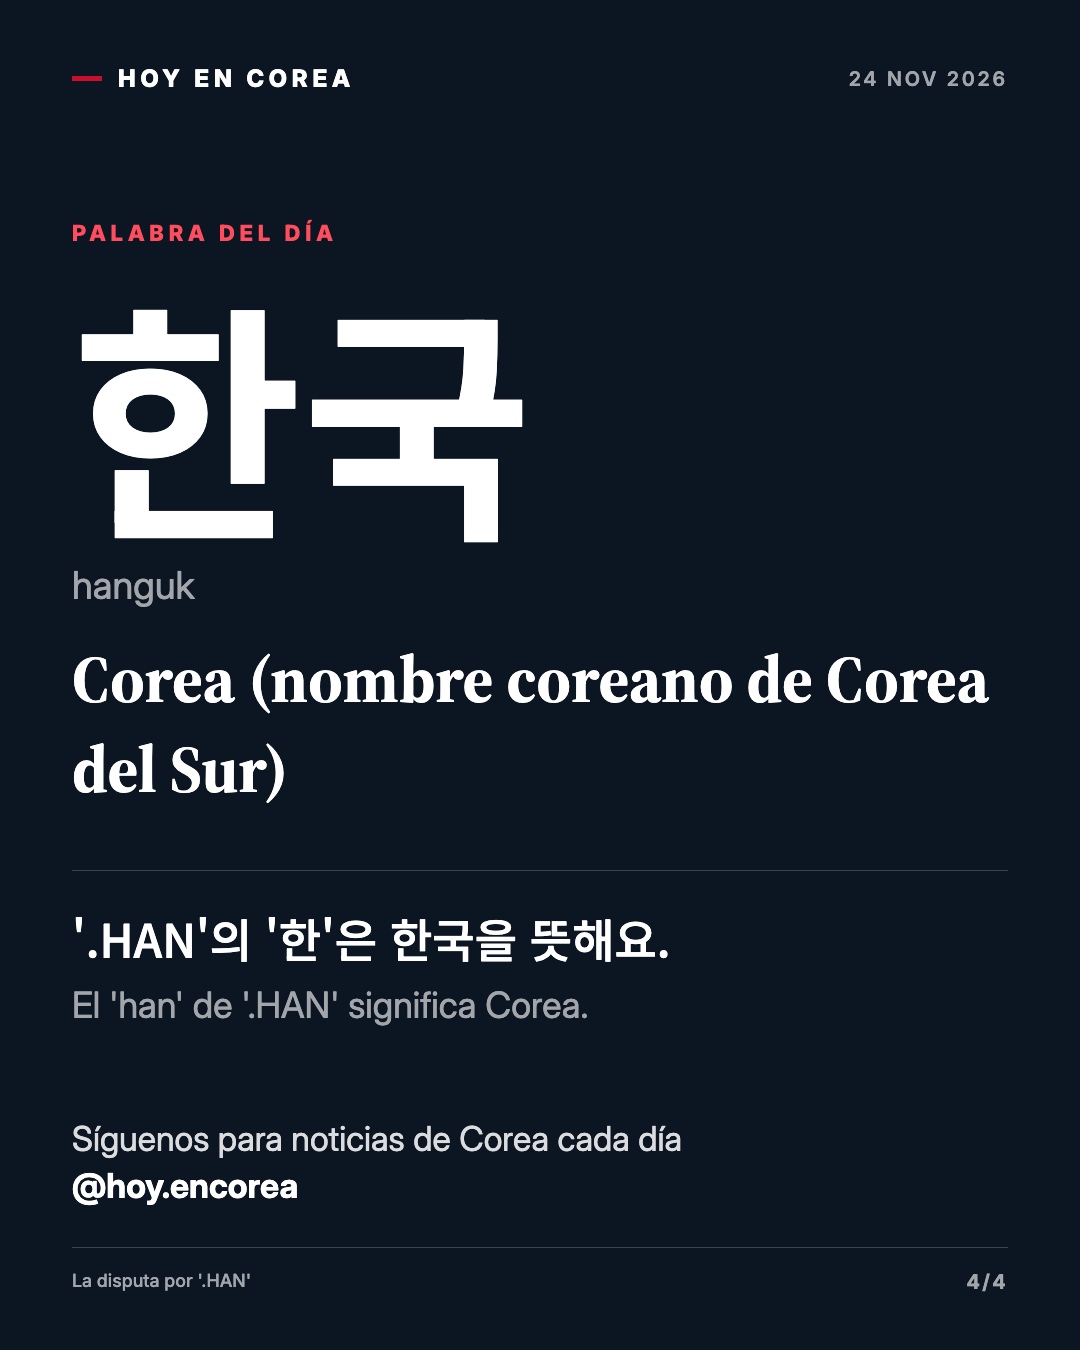 HOY EN COREA
24 NOV 2026
PALABRA DEL DÍA
한국
hanguk
Corea (nombre coreano de Corea
del Sur)
'.HAN'의 '한'은 한국을 뜻해요.
El 'han' de '.HAN' significa Corea.
Síguenos para noticias de Corea cada día
@hoy.encorea
La disputa por '.HAN'
4/4